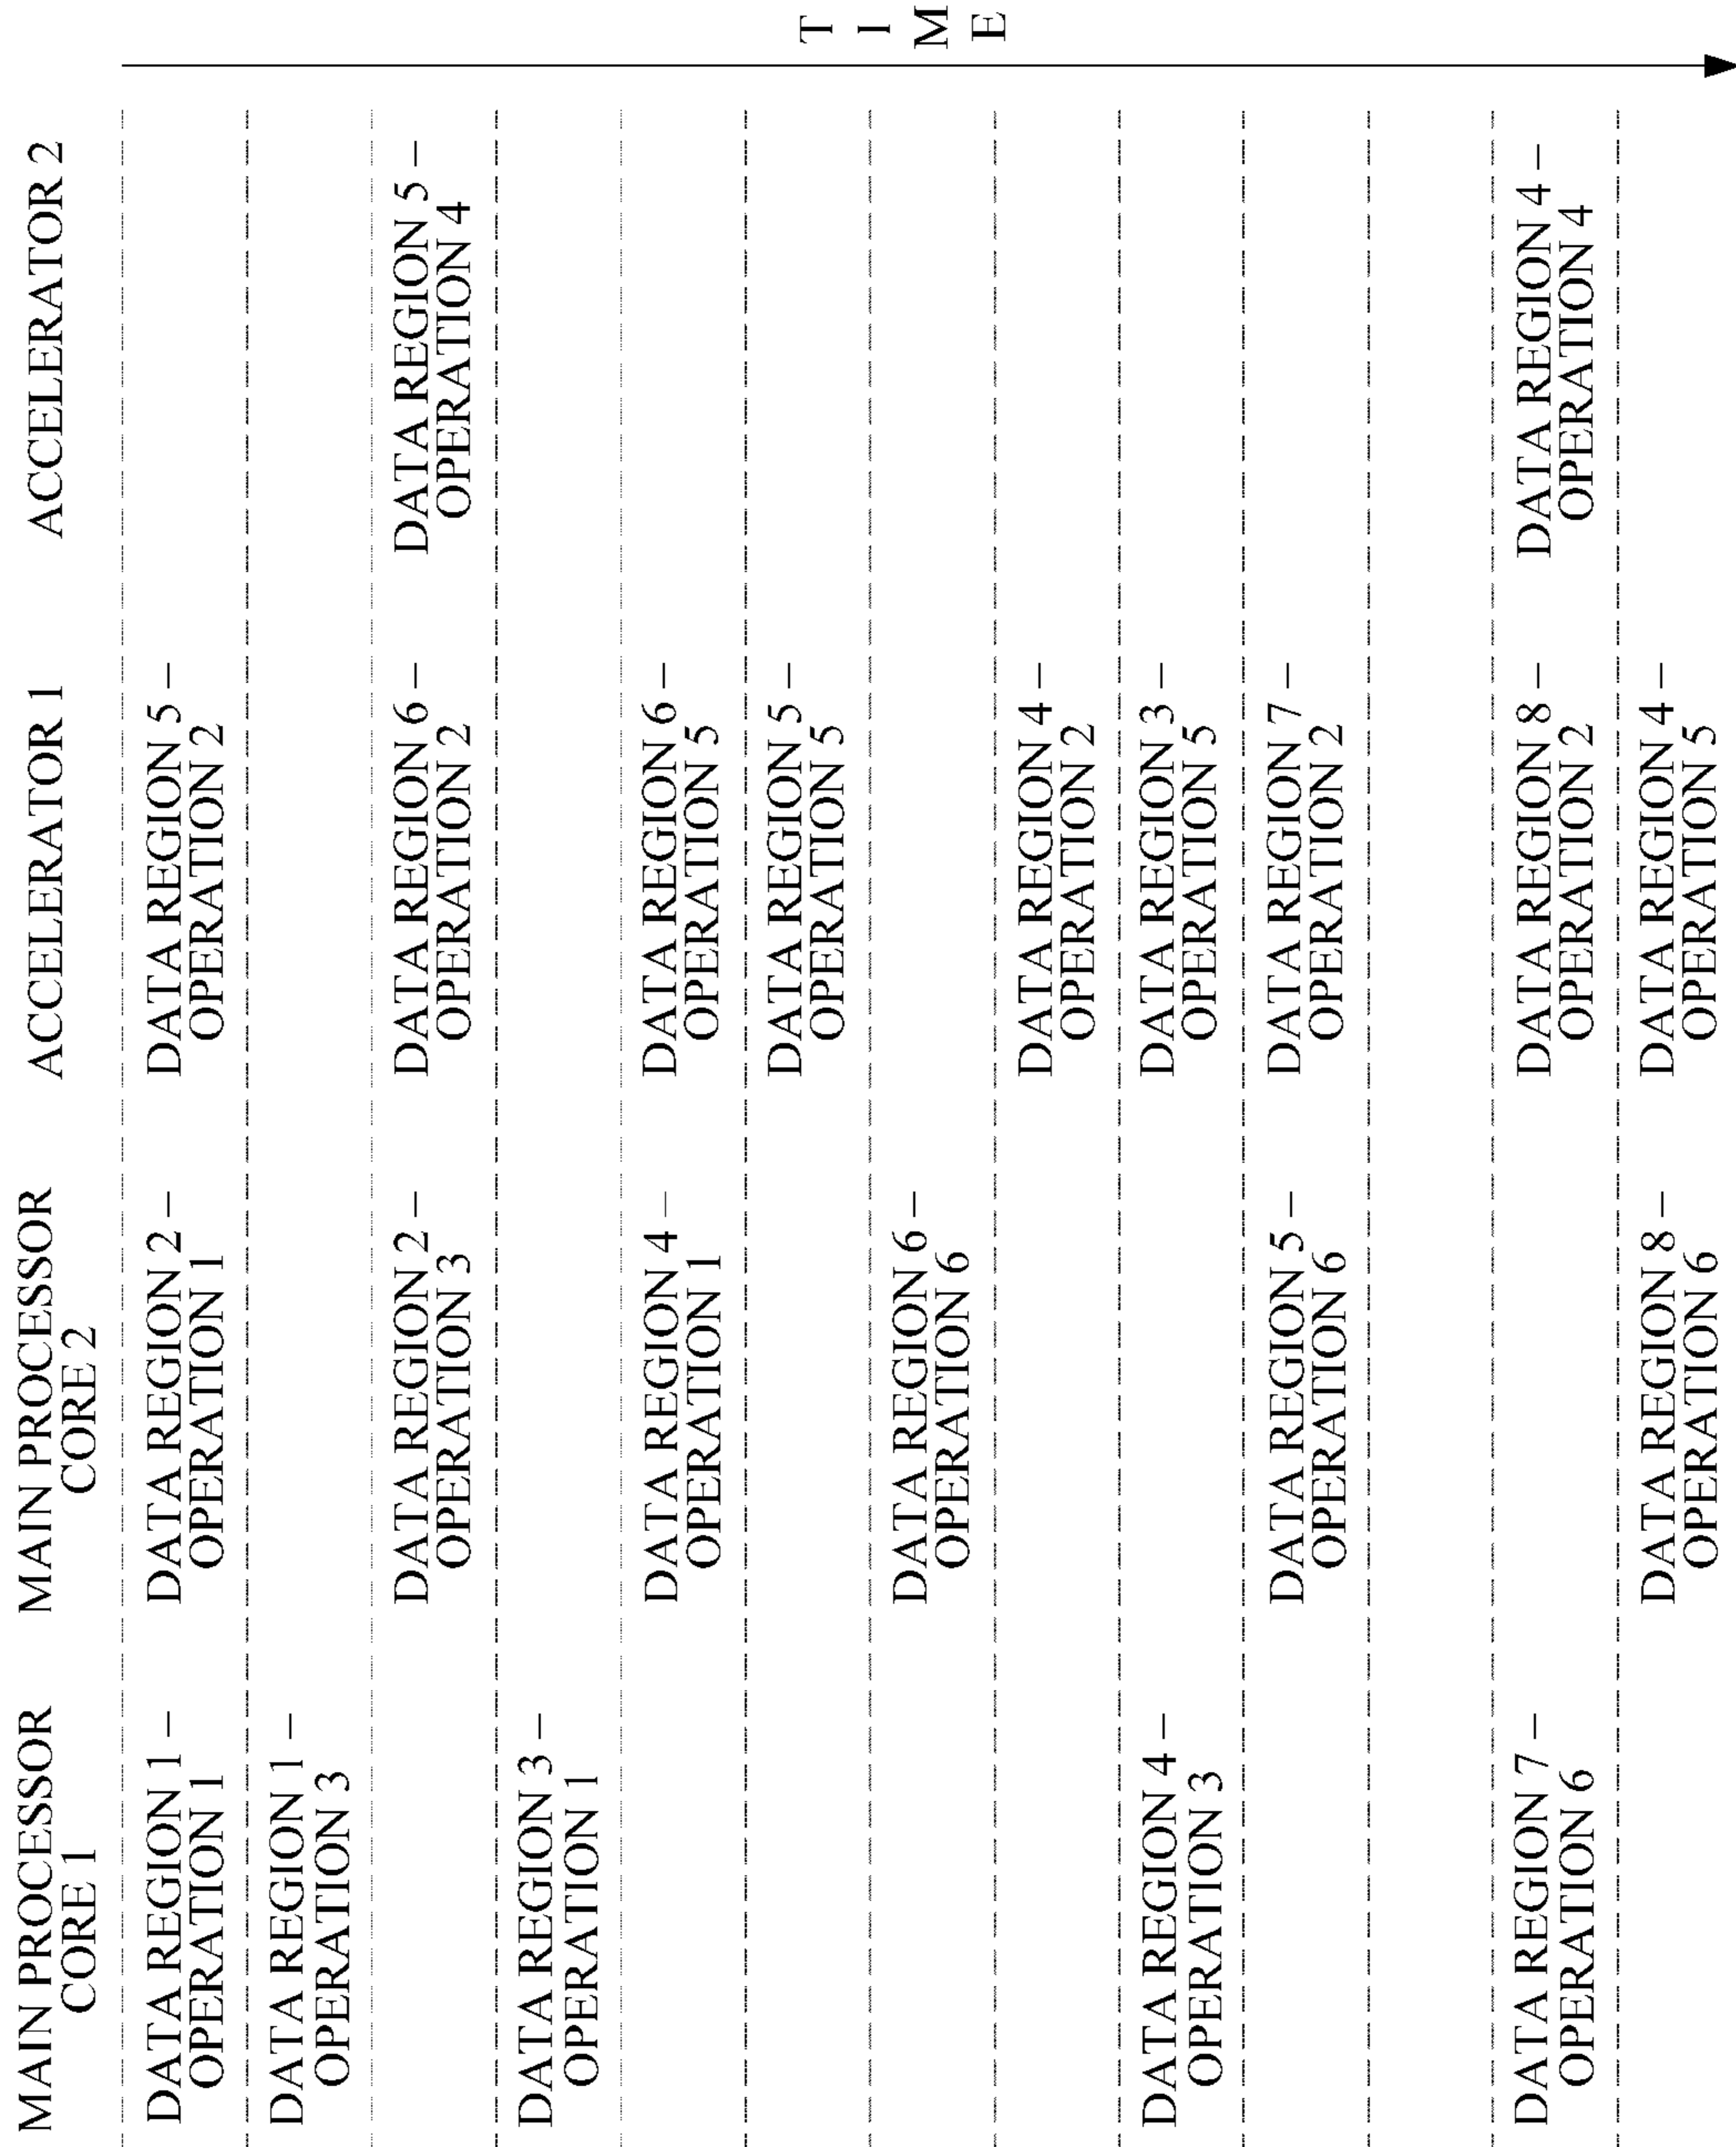 MAIN PROCESSOR
CORE 1
MAIN PROCESSOR
CORE 2
ACCELERATOR 1
ACCELERATOR 2
DATA REGION 1 –
OPERATION 1
DATA REGION 2 –
OPERATION 1
DATA REGION 5 –
OPERATION 2
DATA REGION 1 –
OPERATION 3
DATA REGION 2 –
OPERATION 3
DATA REGION 6 –
OPERATION 2
DATA REGION 5 –
OPERATION 4
DATA REGION 3 –
OPERATION 1
DATA REGION 4 –
OPERATION 1
DATA REGION 6 –
OPERATION 5
DATA REGION 5 –
OPERATION 5
DATA REGION 6 –
OPERATION 6
DATA REGION 4 –
OPERATION 2
DATA REGION 4 –
OPERATION 3
DATA REGION 3 –
OPERATION 5
DATA REGION 5 –
OPERATION 6
DATA REGION 7 –
OPERATION 2
DATA REGION 7 –
OPERATION 6
DATA REGION 8 –
OPERATION 2
DATA REGION 4 –
OPERATION 4
DATA REGION 8 –
OPERATION 6
DATA REGION 4 –
OPERATION 5
T
I
M
E